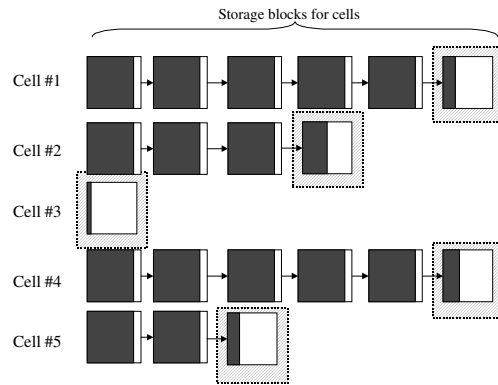 Storage blocks for cells
Cell #1
Cell #2
Cell #3
Cell #4
Cell #5